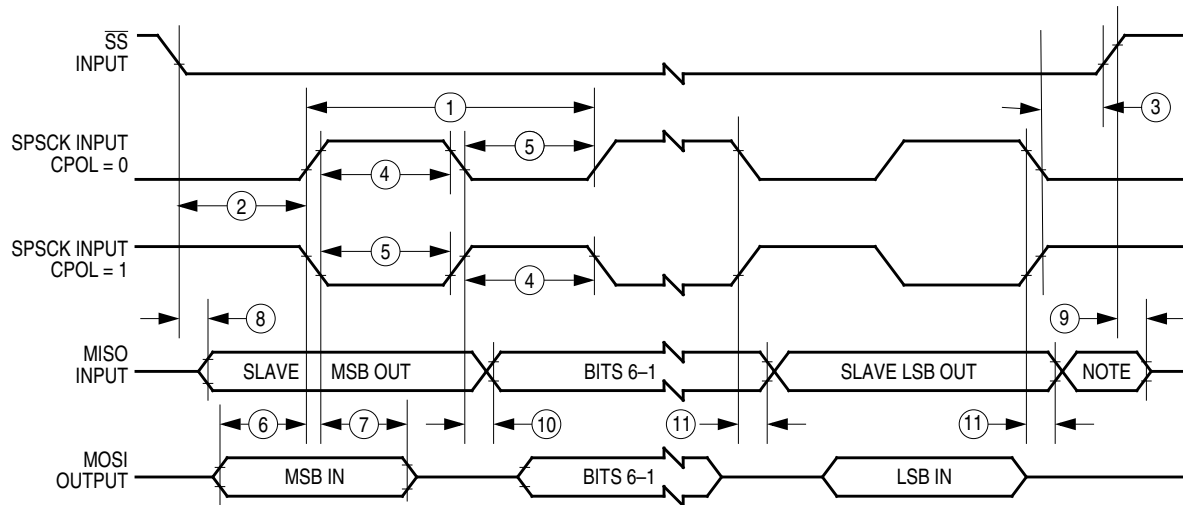 SS
INPUT
1
3
SPSCK INPUT
CPOL = 0
5
4
2
SPSCK INPUT
CPOL = 1
5
4
8
9
MISO
INPUT
SLAVE MSB OUT
BITS 6–1
SLAVE LSB OUT
NOTE
6
7
10
11
11
MOSI
OUTPUT
MSB IN
BITS 6–1
LSB IN